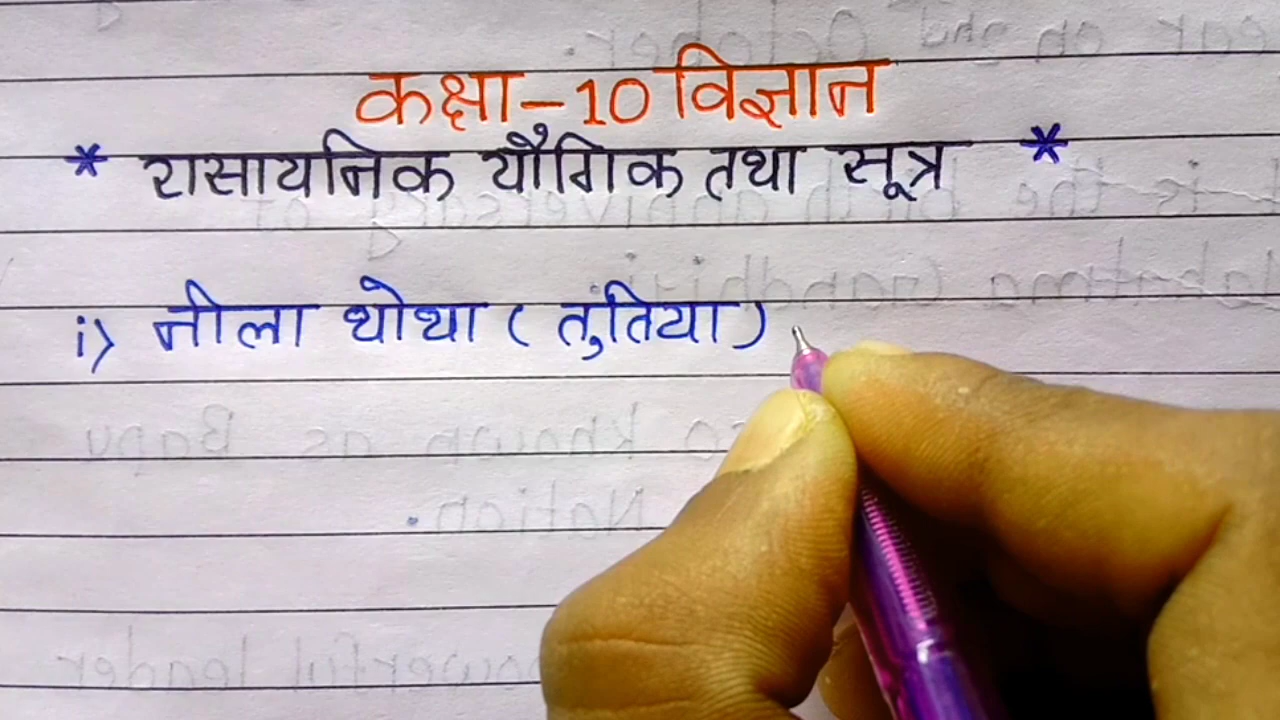 कक्षा-10 विज्ञान
* रासायनिक यौगिक तथा सूत्र *
i) नीला थोथा (तुतिया)